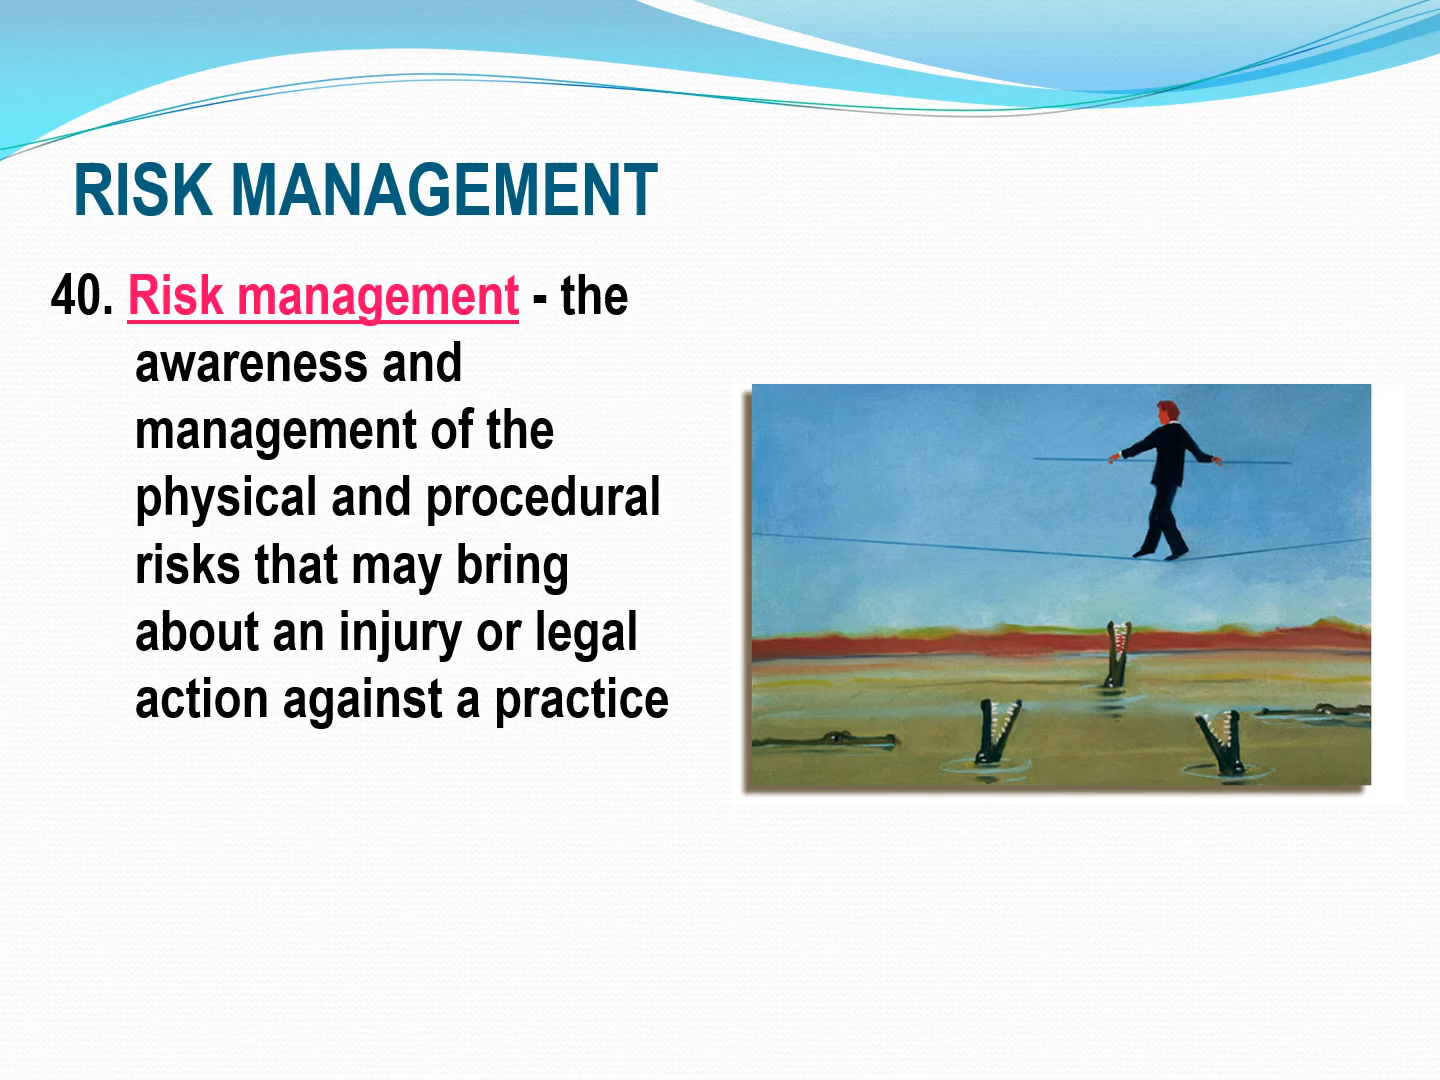 RISK MANAGEMENT
40. Risk management - the
awareness and
management of the
physical and procedural
risks that may bring
about an injury or legal
action against a practice